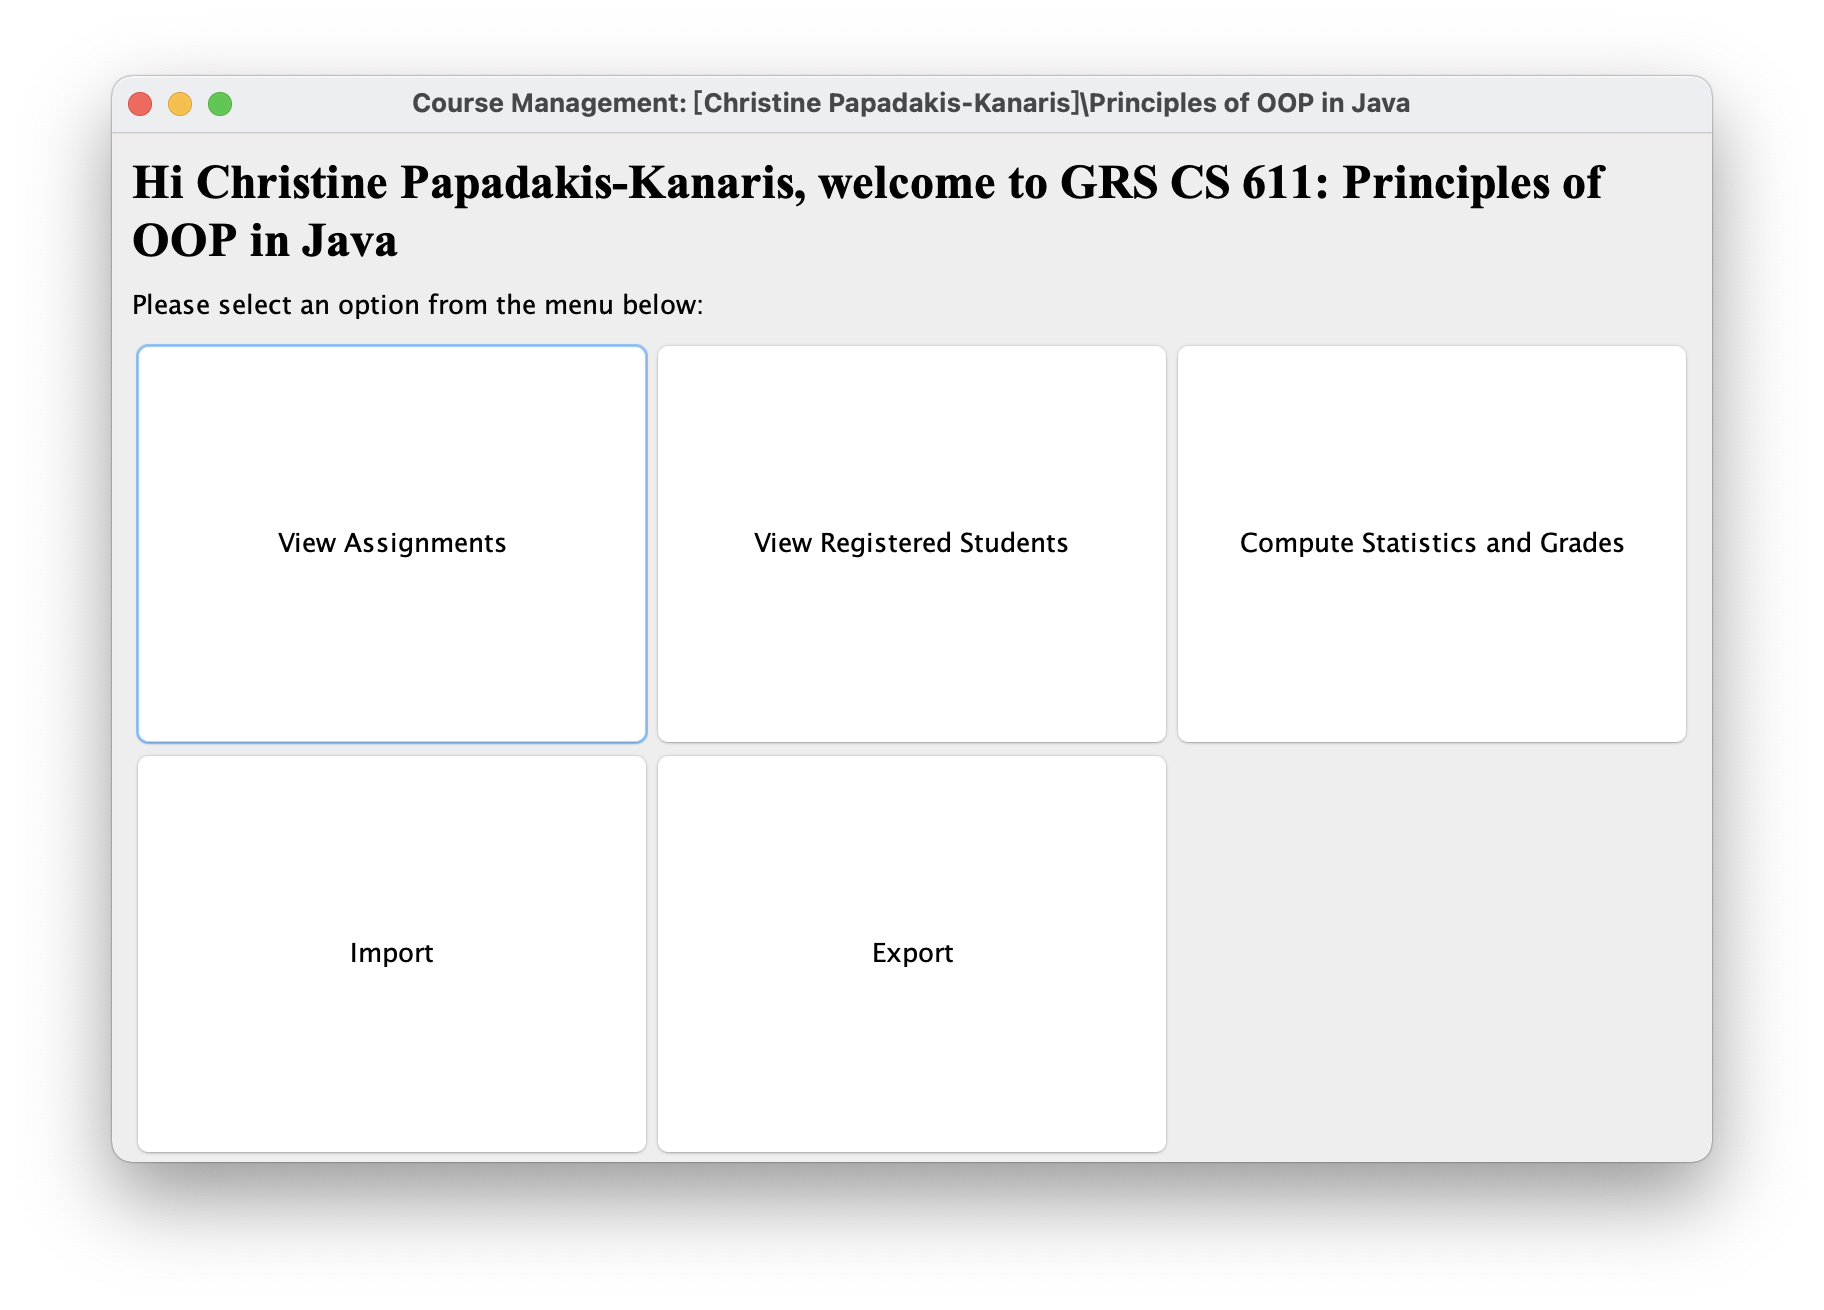 Course Management: [Christine Papadakis-Kanaris]\Principles of OOP in Java
Hi Christine Papadakis-Kanaris, welcome to GRS CS 611: Principles of
OOP in Java
Please select an option from the menu below:
View Assignments
View Registered Students
Compute Statistics and Grades
Import
Export